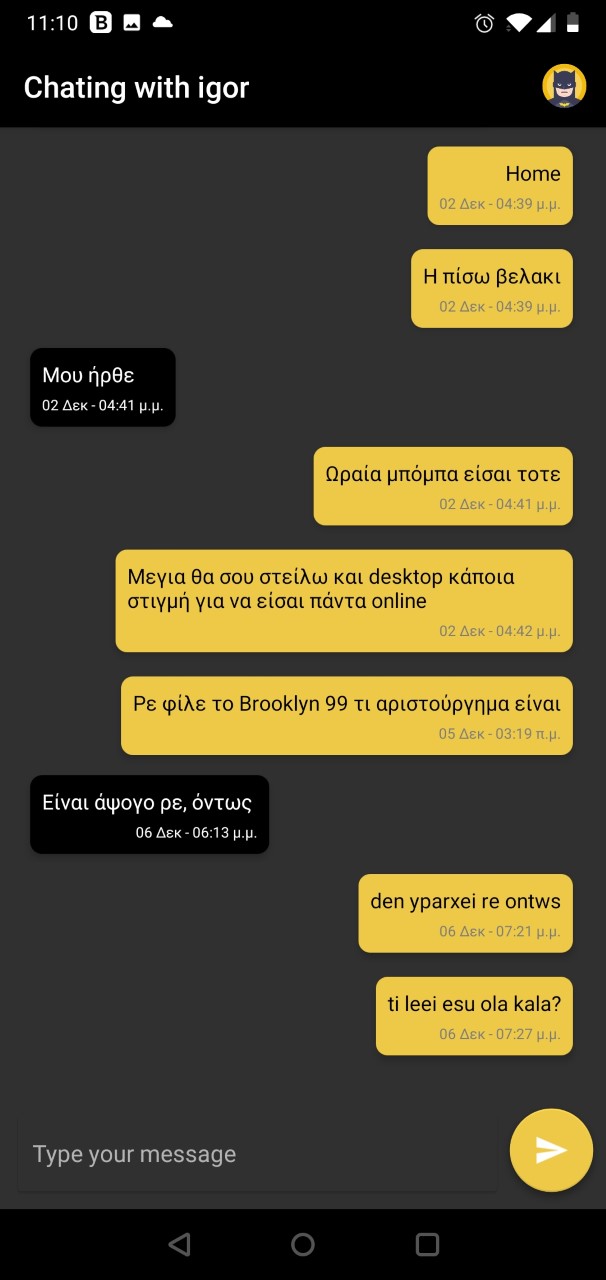 11:10
Chating with igor
Home
02 Δεκ - 04:39 μ.μ.
Η πίσω βελακι
02 Δεκ - 04:39 μ.μ.
Μου ήρθε
02 Δεκ - 04:41 μ.μ.
Ωραία μπόμπα είσαι τοτε
02 Δεκ - 04:41 μ.μ.
Μεγια θα σου στείλω και desktop κάποια
στιγμή για να είσαι πάντα online
02 Δεκ - 04:42 μ.μ.
Ρε φίλε το Brooklyn 99 τι αριστούργημα είναι
05 Δεκ - 03:19 π.μ.
Είναι άψογο ρε, όντως
06 Δεκ - 06:13 μ.μ.
den yparxei re ontws
06 Δεκ - 07:21 μ.μ.
ti leei esu ola kala?
06 Δεκ - 07:27 μ.μ.
Type your message